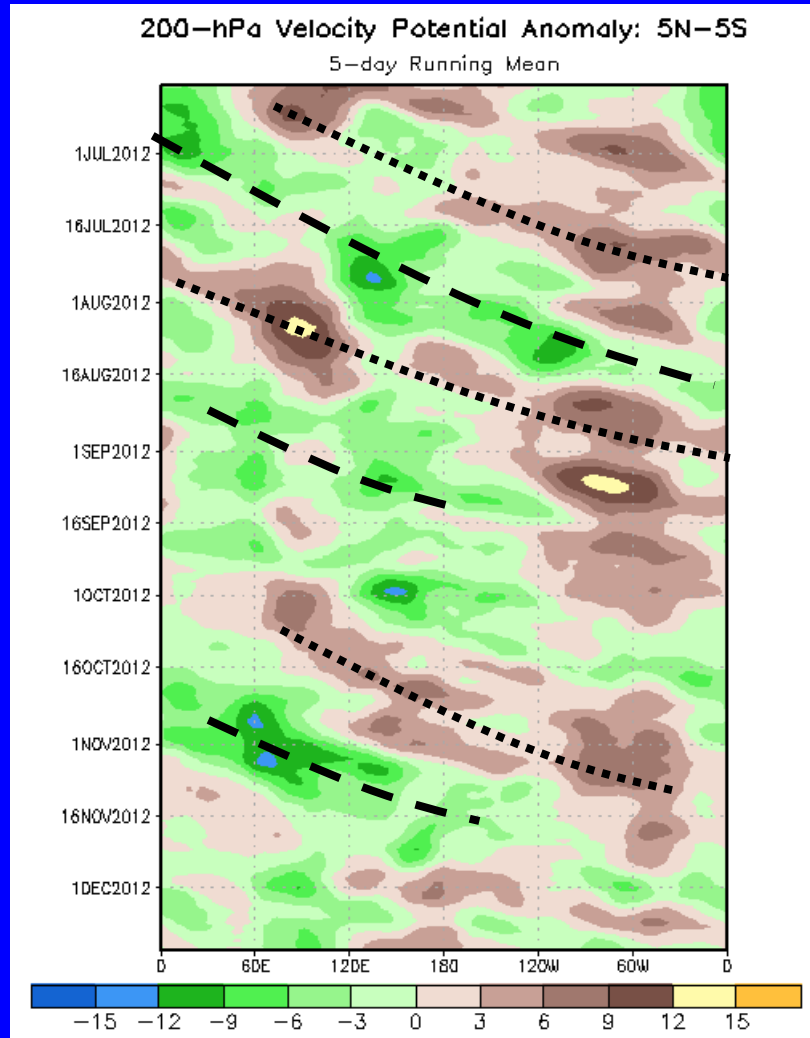 200-hPa Velocity Potential Anomaly: 5N-5S
5-day Running Mean
1JUL2012
16JUL2012
1AUG2012
16AUG2012
1SEP2012
16SEP2012
1OCT2012
16OCT2012
1NOV2012
16NOV2012
1DEC2012
0 60E 120E 180 120W 60W 0
-15 -12 -9 -6 -3 0 3 6 9 12 15